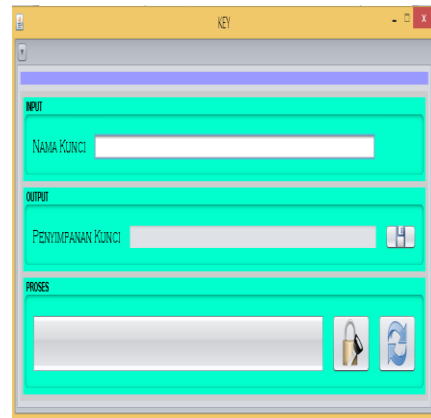 KEY
INPUT
NAMA KUNCI
OUTPUT
PENYIMPANAN KUNCI
PROSES